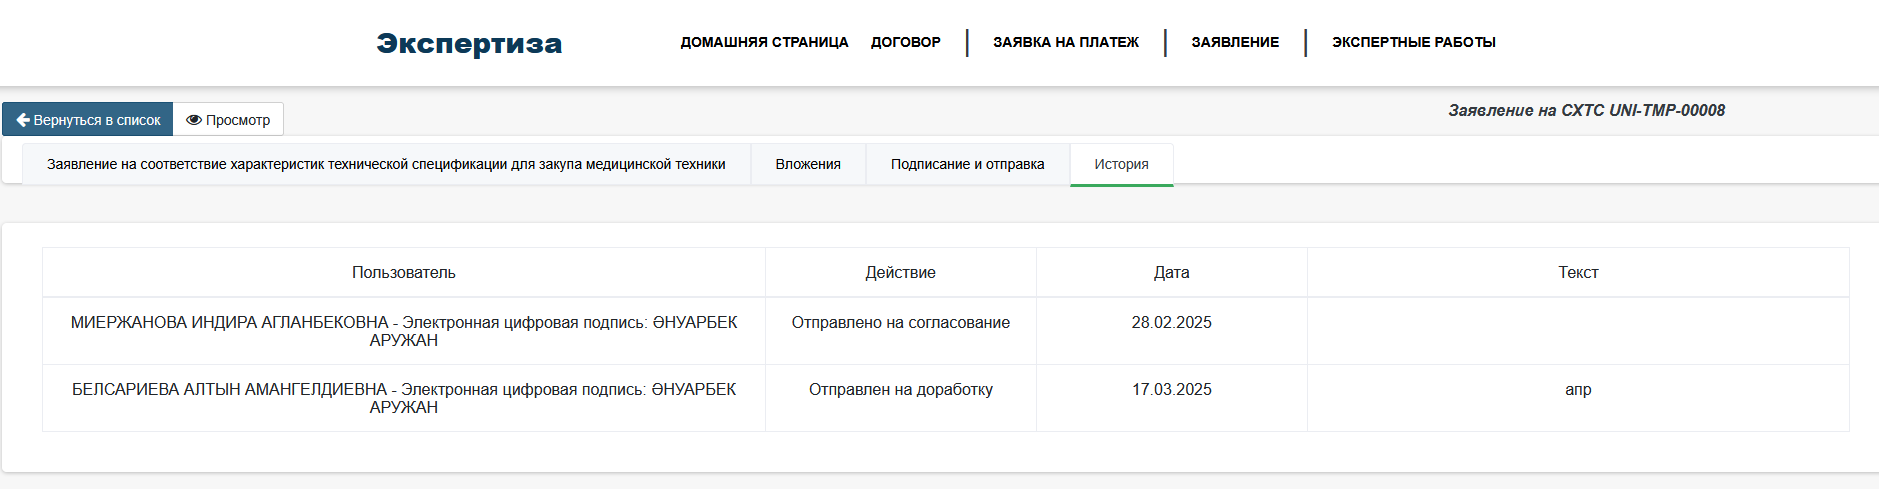 Экспертиза
ДОМАШНЯЯ СТРАНИЦА ДОГОВОР ЗАЯВКА НА ПЛАТЕЖ ЗАЯВЛЕНИЕ ЭКСПЕРТНЫЕ РАБОТЫ
Вернуться в список Просмотр
Заявление на СХТС UNI-TMP-00008
Заявление на соответствие характеристик технической спецификации для закупа медицинской техники Вложения Подписание и отправка История
Пользователь Действие Дата Текст
МИЕРЖАНОВА ИНДИРА АГЛАНБЕКОВНА - Электронная цифровая подпись: ӘНУАРБЕК
АРУЖАН
Отправлено на согласование 28.02.2025
БЕЛСАРИЕВА АЛТЫН АМАНГЕЛДИЕВНА - Электронная цифровая подпись: ӘНУАРБЕК
АРУЖАН
Отправлен на доработку 17.03.2025 апр